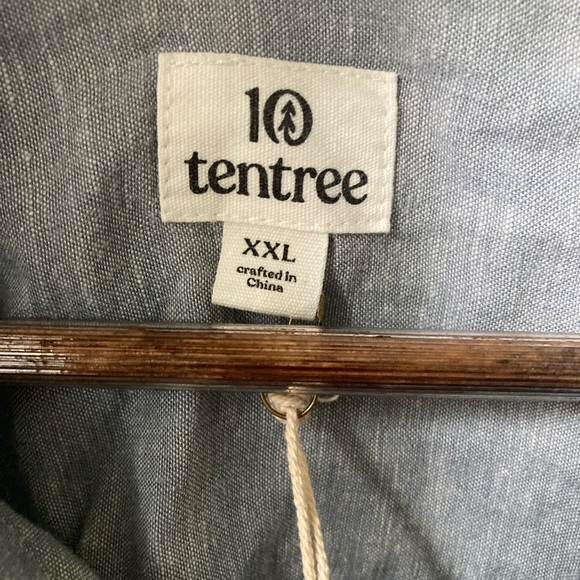 10
tentree
XXL
crafted in
China